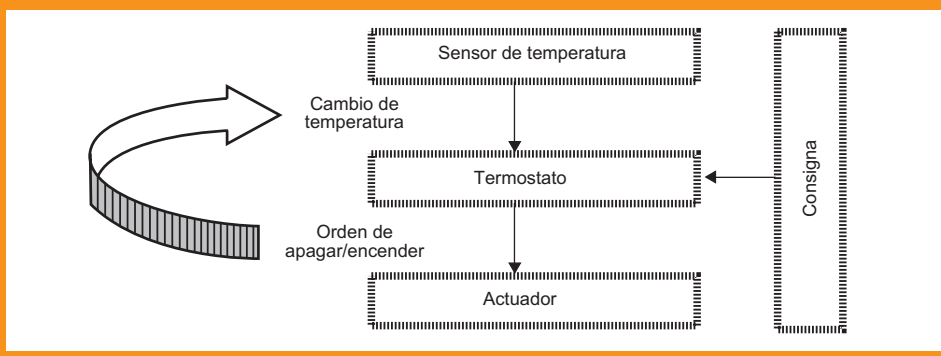 Sensor de temperatura
Cambio de
temperatura
Termostato
Consigna
Orden de
apagar/encender
Actuador